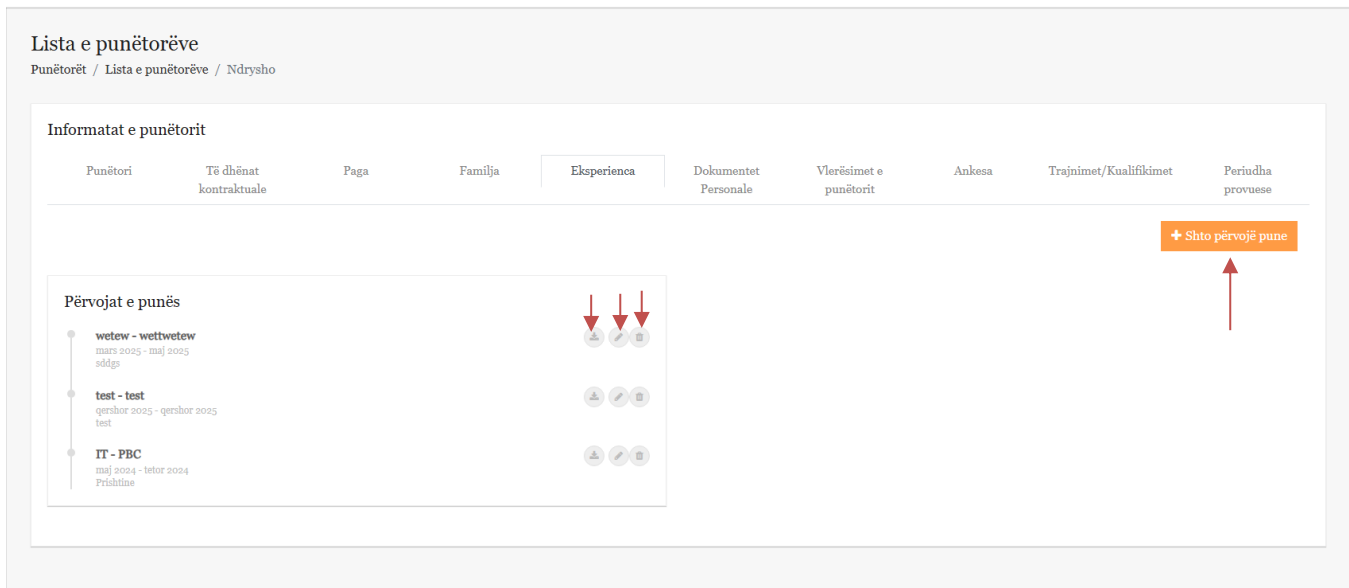 Lista e punëtorëve
Punëtorët / Lista e punëtorëve / Ndrysho
Informatat e punëtorit
Punëtori
Të dhënat
kontraktuale
Paga
Familja
Eksperienca
Dokumentet
Personale
Vlerësimet e
punëtorit
Ankesa
Trajnimet/Kualifikimet
Periudha
provuese
Shto përvojë pune
Përvojat e punës
wetew - wettwetew
mars 2025 - maj 2025
sddgs
test - test
qershor 2025 - qershor 2025
test
IT - PBC
maj 2024 - tetor 2024
Prishtine